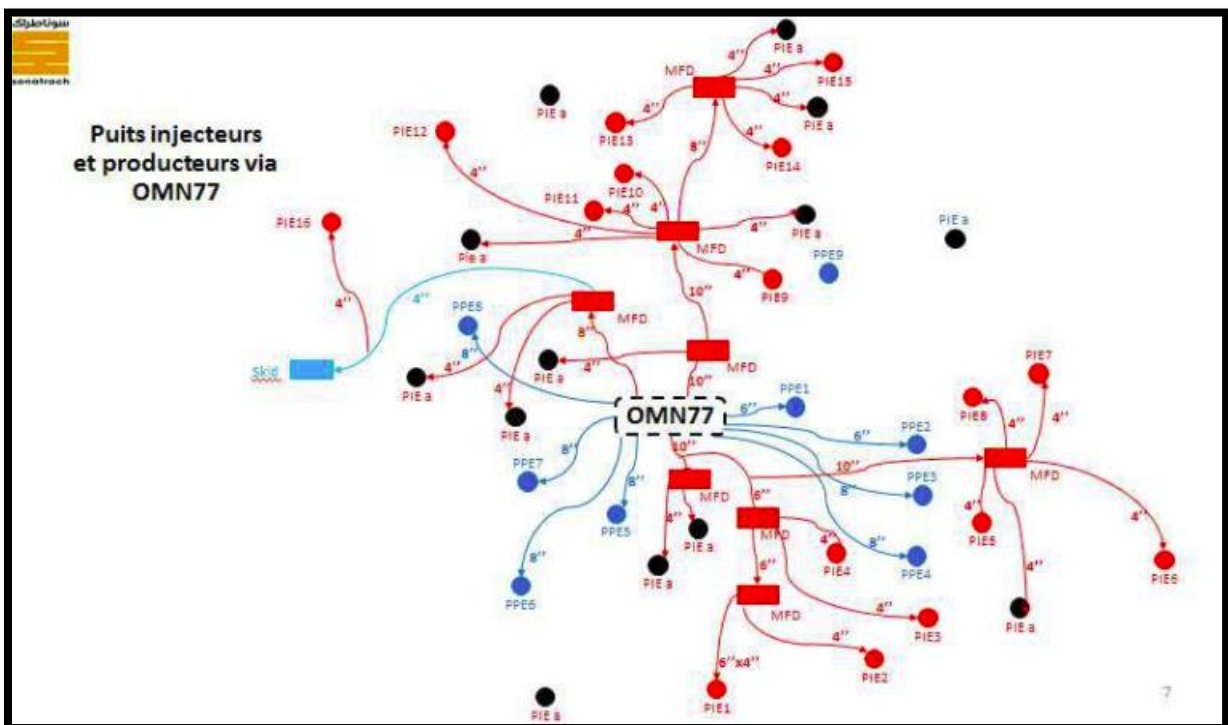 سوناطراك
sonatrach
Puits injecteurs
et producteurs via
OMN77
PIE a
4’’
MFD
4’’
PIE15
4’’
PIE a
PIE a
4’’
PIE13
4’’
PIE14
8’’
PIE12
4’’
PIE10
4’’
PIE11
4’’
PIE16
4’’
Pie a
4’’
PIE a
MFD
PIE a
PPE9
4’’
PIE9
10’’
4’’
4’’
PPE8
8’’
MFD
8’’
Skid
4’’
PIE a
4’’
PIE a
4’’
PIE a
MFD
10’’
OMN77
6’’
PPE1
6’’
PPE2
PIE7
PIE8
4’’
4’’
10’’
10’’
MFD
8’’
PPE7
8’’
PPE3
8’’
PPE5
MFD
6’’
4’’
PIE a
PIE a
MFD
4’’
PIE4
8’’
PPE4
4’’
PIE5
4’’
PIE6
4’’
PIE a
8’’
PPE6
6’’
MFD
4’’
PIE3
4’’
PIE2
6’’x4’’
PIE1
PIE a
7